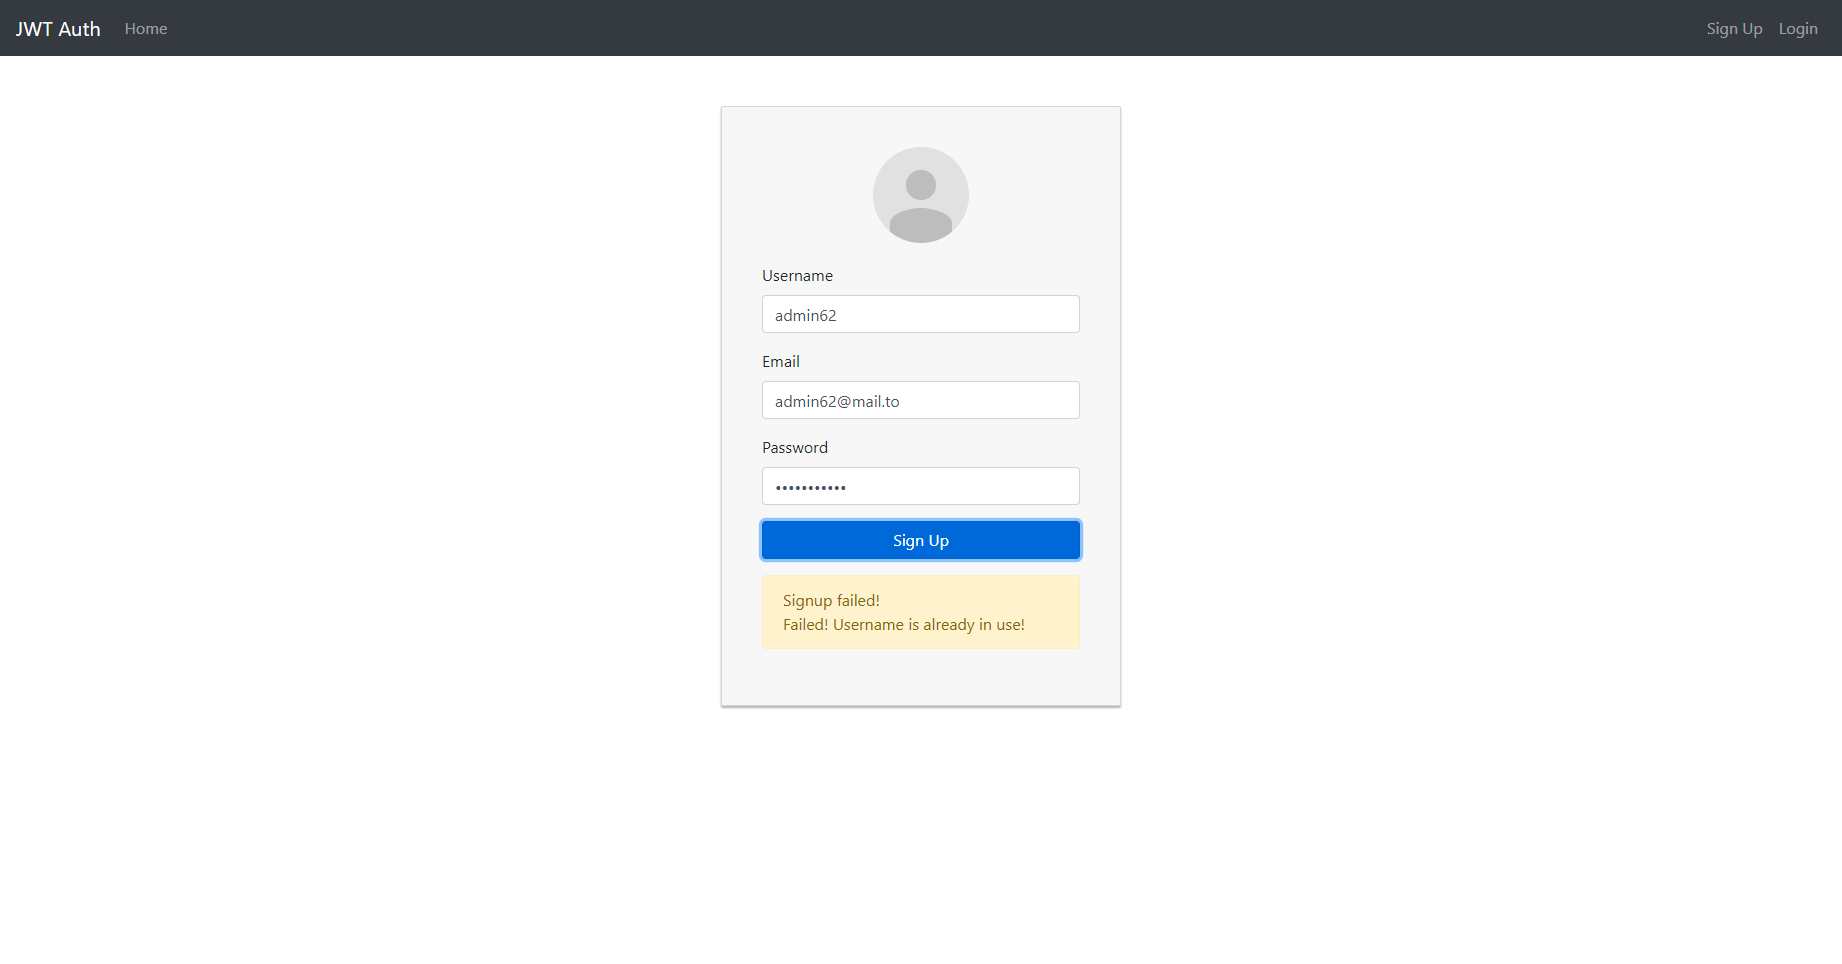 JWT Auth Home Sign Up Login
Username
admin62
Email
admin62@mail.to
Password
•••••••••••
Sign Up
Signup failed!
Failed! Username is already in use!